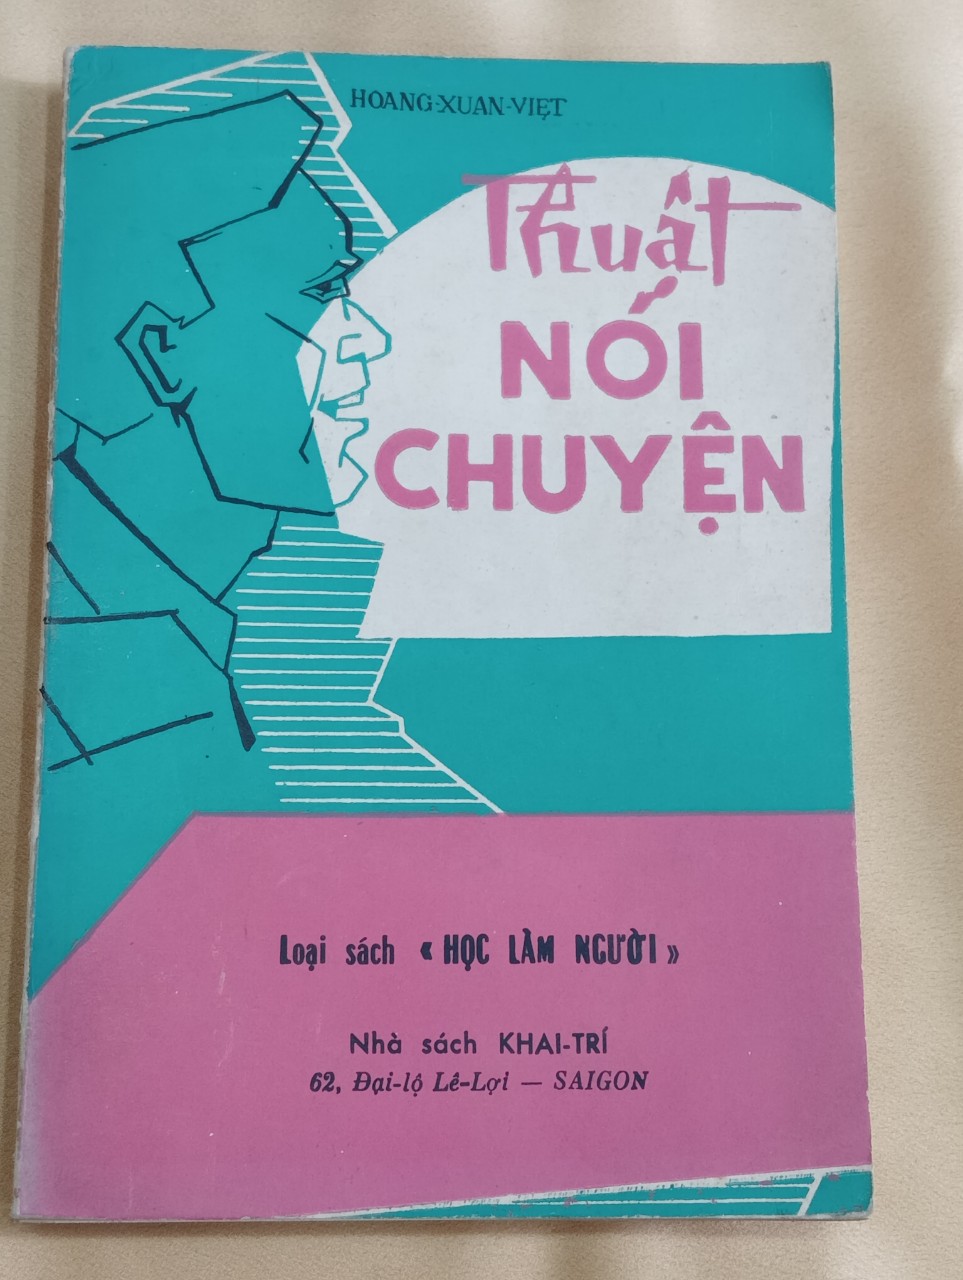 HOANG-XUAN-VIỆT
Thuật
NÓI
CHUYỆN
Loại sách « HỌC LÀM NGƯỜI »
Nhà sách KHAI-TRÍ
62, Đại-lộ Lê-Lợi — SAIGON